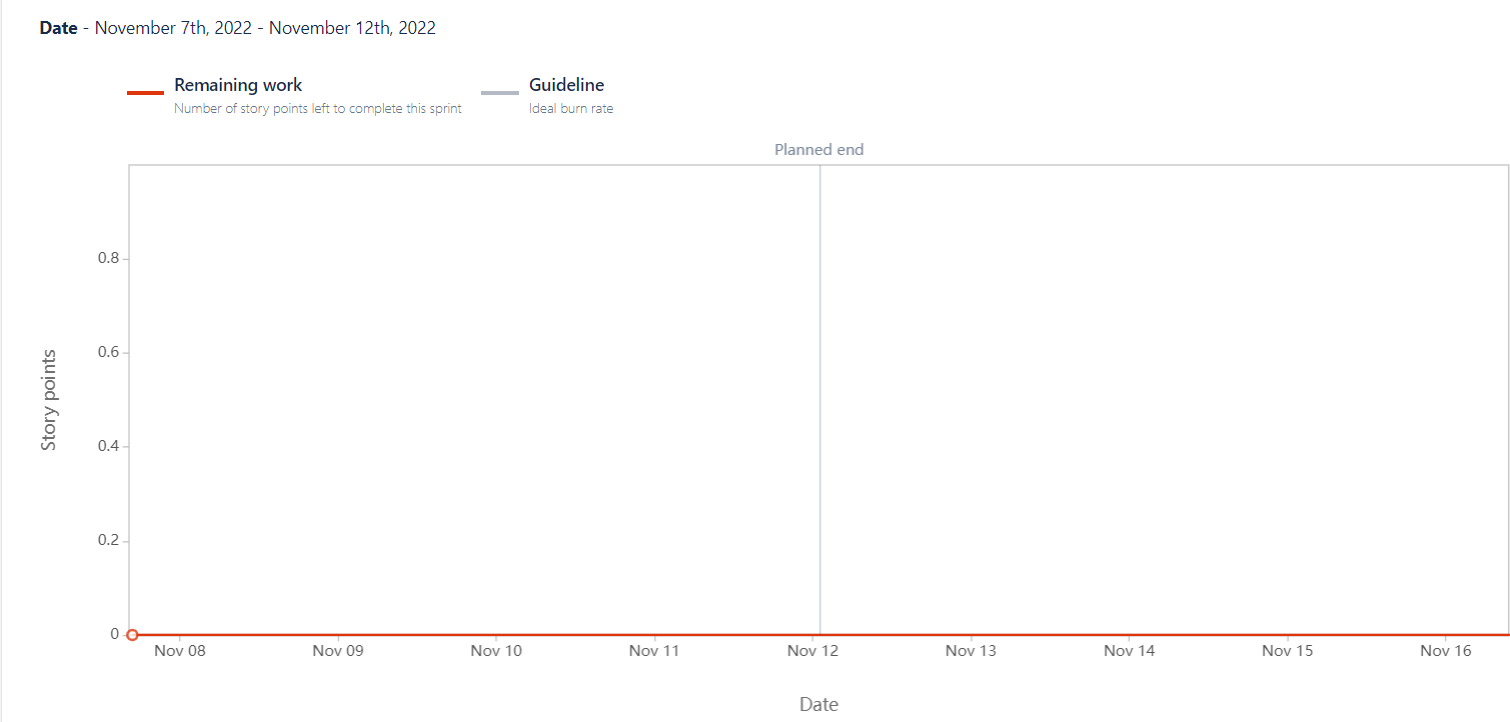 Date - November 7th, 2022 - November 12th, 2022
Remaining work
Number of story points left to complete this sprint
Guideline
Ideal burn rate
Planned end
0.8
0.6
0.4
0.2
0
Story points
Nov 08 Nov 09 Nov 10 Nov 11 Nov 12 Nov 13 Nov 14 Nov 15 Nov 16
Date